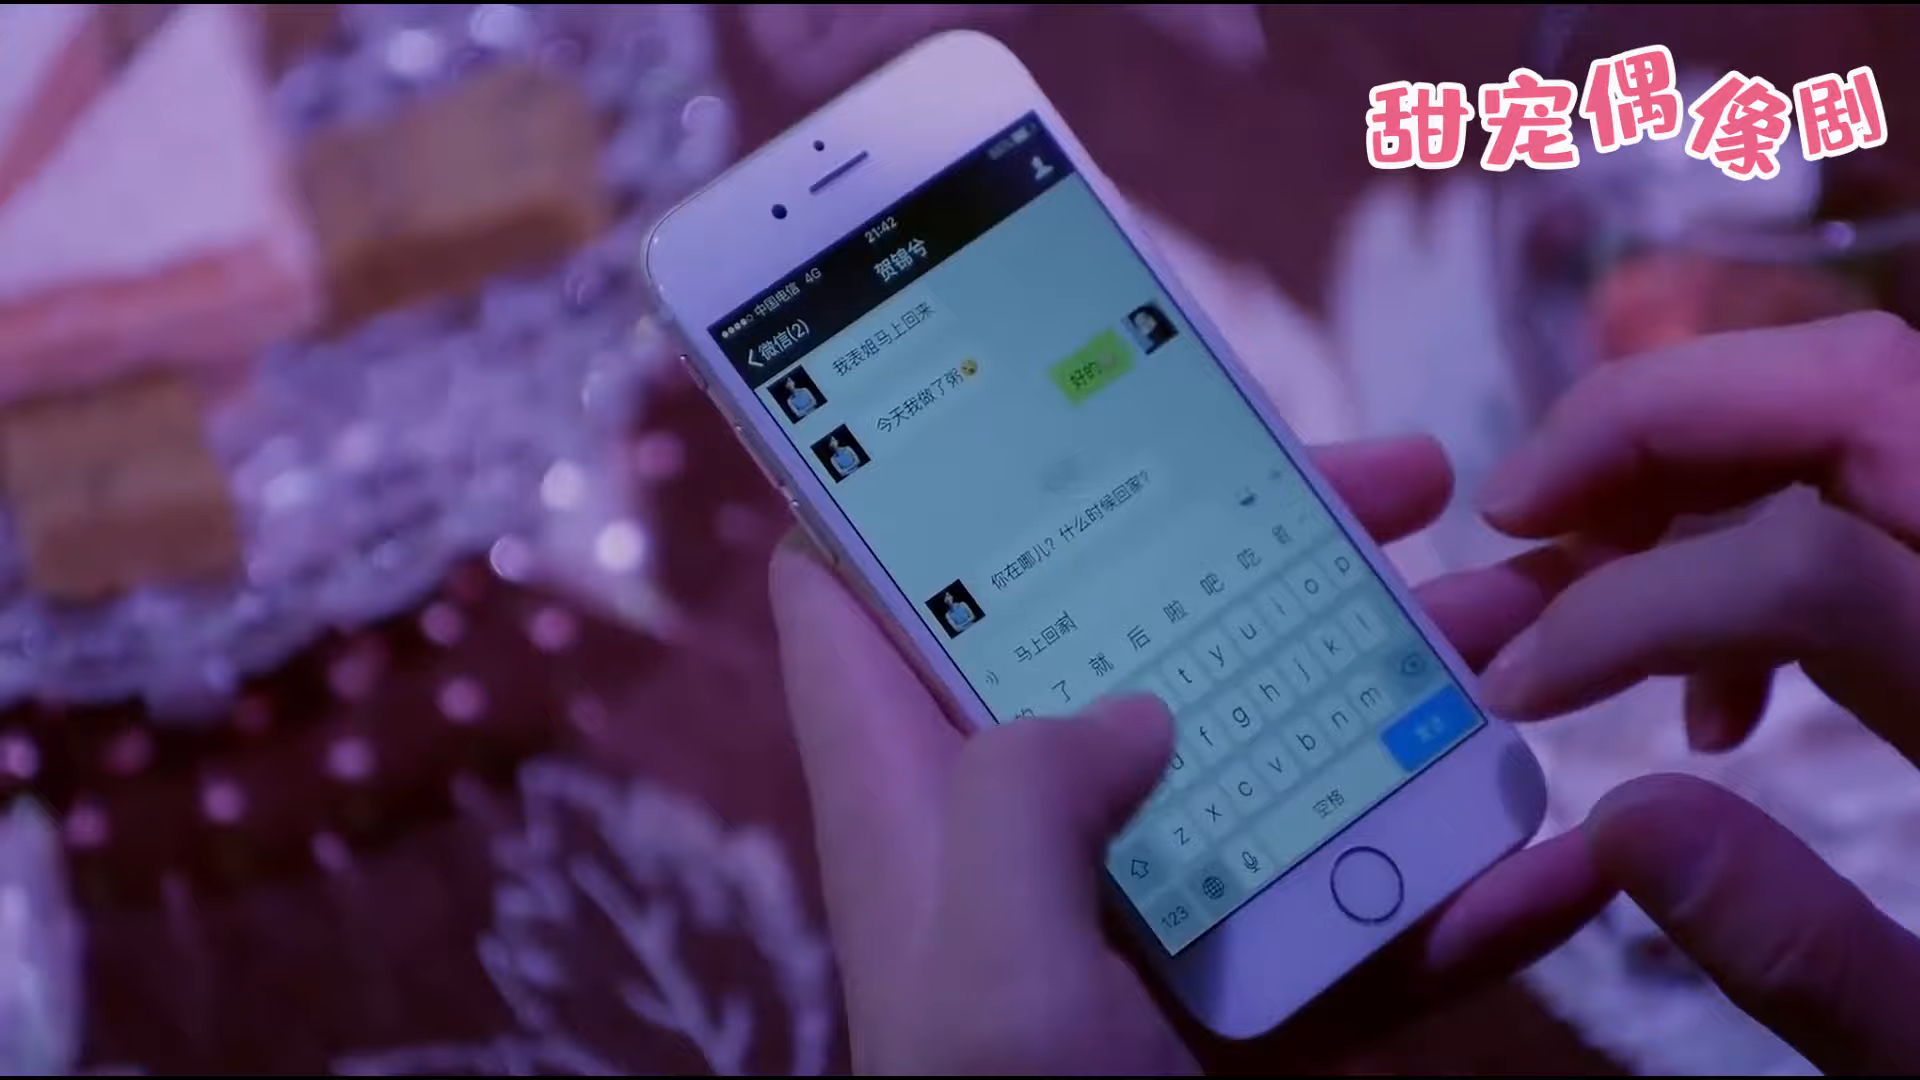 甜宠偶像剧
中国电信 4G
21:42
微信(2)
贺锦兮
我表姐马上回来
今天我做了粥
好的
你在哪儿？什么时候回家？
马上回家
的 了 就 后 啦 吧 吃
t y u i o p
d f g h j k l
z x c v b n m
123
空格